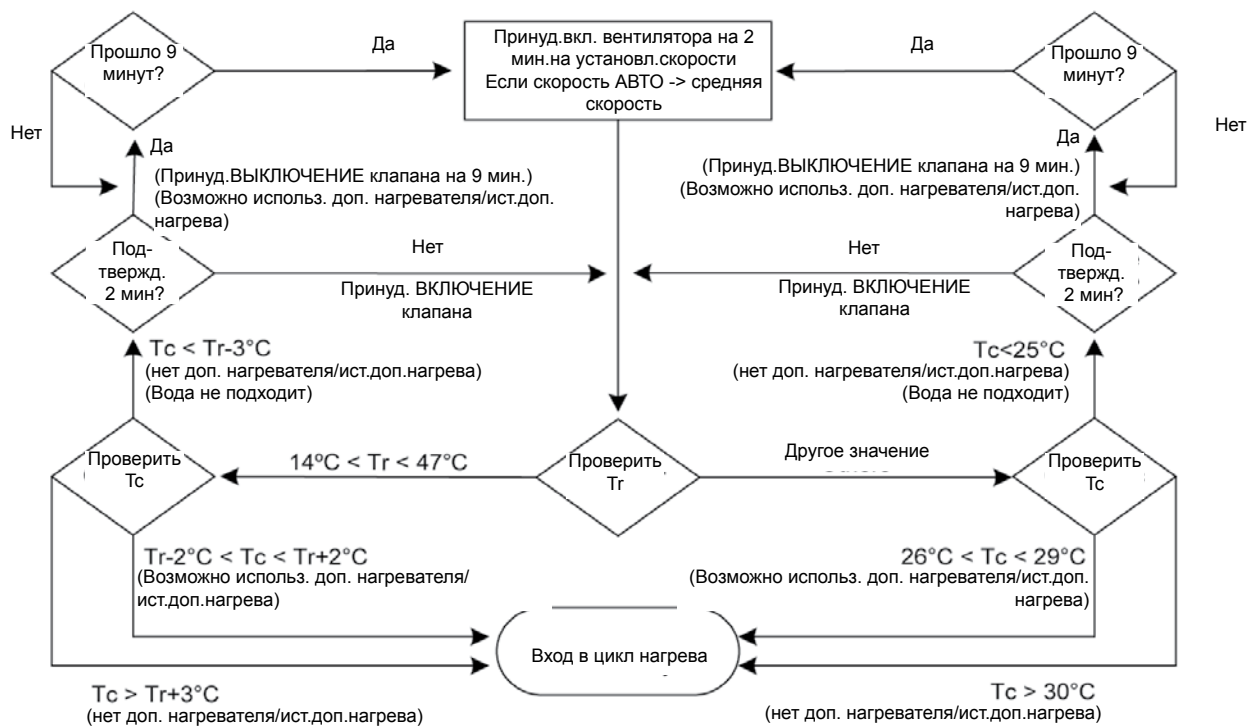 Прошло 9
минут?
Да
Принуд.вкл. вентилятора на 2
мин.на установл.скорости
Если скорость АВТО -> средняя
скорость
Да
Прошло 9
минут?
Нет
Нет
Да
(Принуд.ВЫКЛЮЧЕНИЕ клапана на 9 мин.)
(Возможно использ. доп. нагревателя/ист.доп.
нагрева)
Да
(Принуд.ВЫКЛЮЧЕНИЕ клапана на 9 мин.)
(Возможно использ. доп. нагревателя/ист.доп.
нагрева)
Под-
твержд.
2 мин?
Нет
Принуд. ВКЛЮЧЕНИЕ
клапана
Нет
Принуд. ВКЛЮЧЕНИЕ
клапана
Под-
твержд.
2 мин?
Tc < Tr-3°C
(нет доп. нагревателя/ист.доп.нагрева)
(Вода не подходит)
Tc<25°C
(нет доп. нагревателя/ист.доп.нагрева)
(Вода не подходит)
Проверить
Tc
14°C < Tr < 47°C
Проверить
Tr
Другое значение
Проверить
Tc
Tr-2°C < Tc < Tr+2°C
(Возможно использ. доп. нагревателя/
ист.доп.нагрева)
26°C < Tc < 29°C
(Возможно использ. доп. нагревателя/ист.доп.
нагрева)
Вход в цикл нагрева
Tc > Tr+3°C
(нет доп. нагревателя/ист.доп.нагрева)
Tc > 30°C
(нет доп. нагревателя/ист.доп.нагрева)